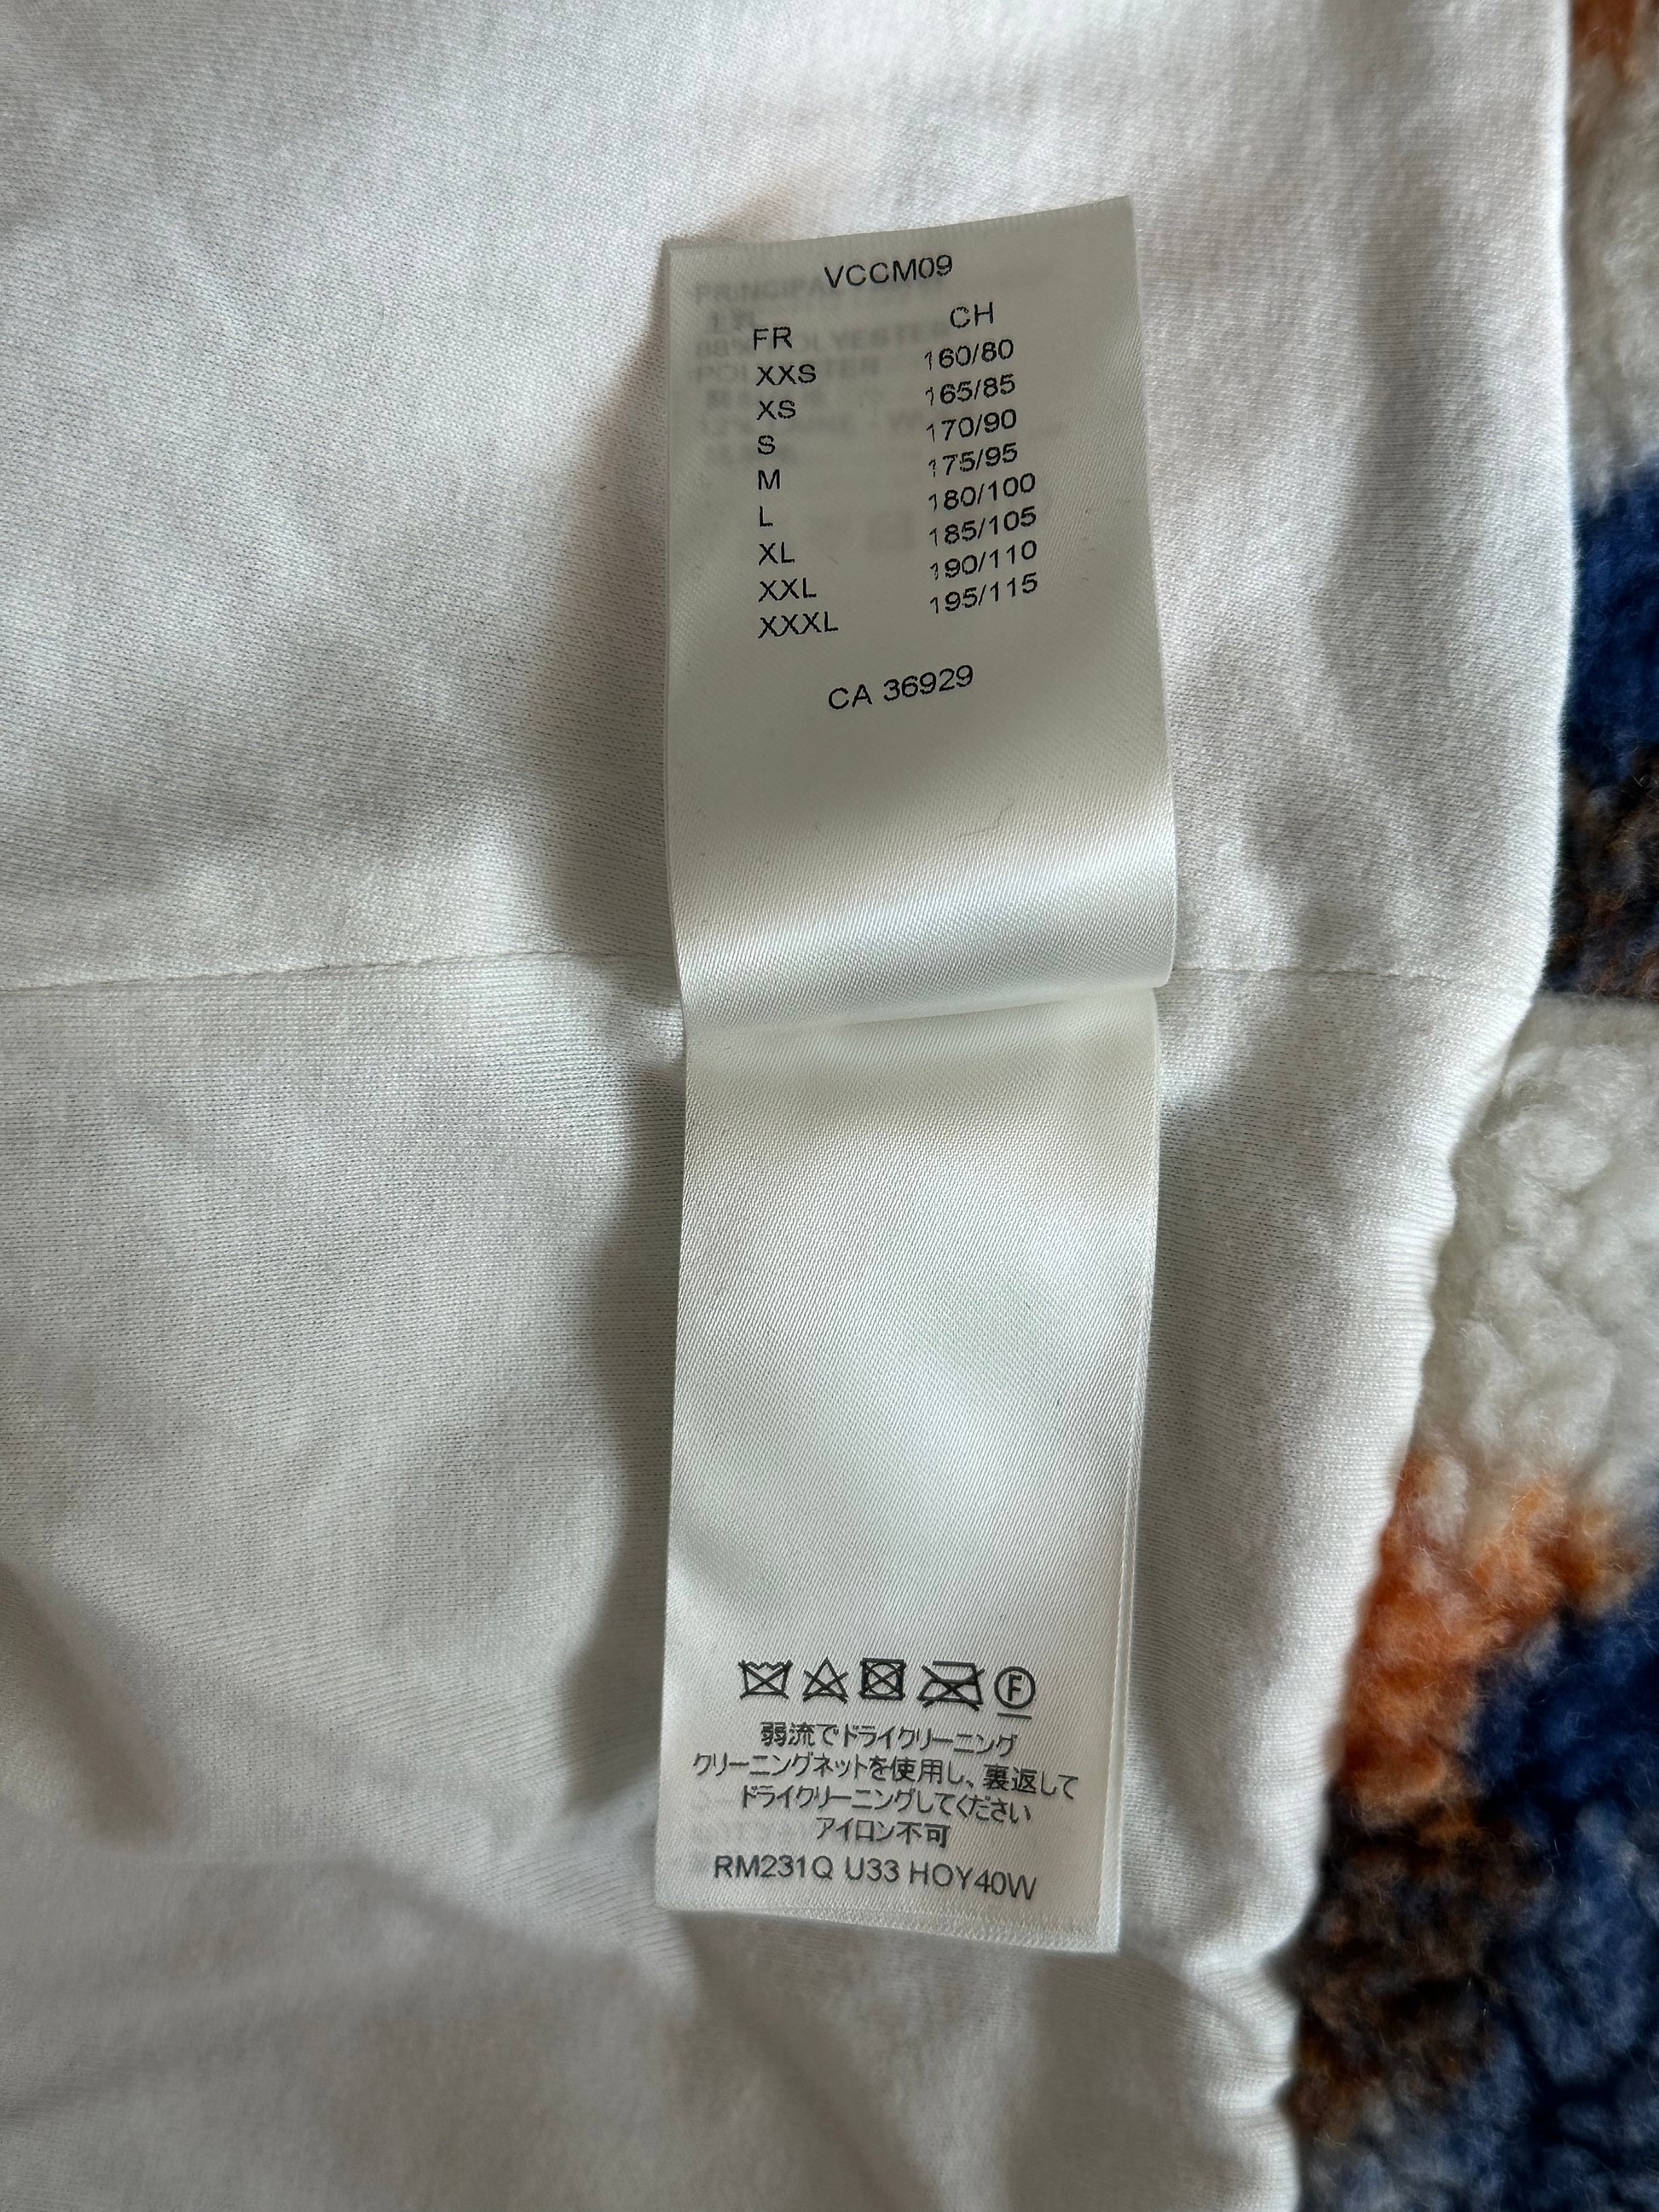 VCCM09
FR CH
XXS 160/80
XS 165/85
S 170/90
M 175/95
L 180/100
XL 185/105
XXL 190/110
XXXL 195/115
CA 36929
F
弱流でドライクリーニング
クリーニングネットを使用し、裏返して
ドライクリーニングしてください
アイロン不可
RM231Q U33 HOY40W